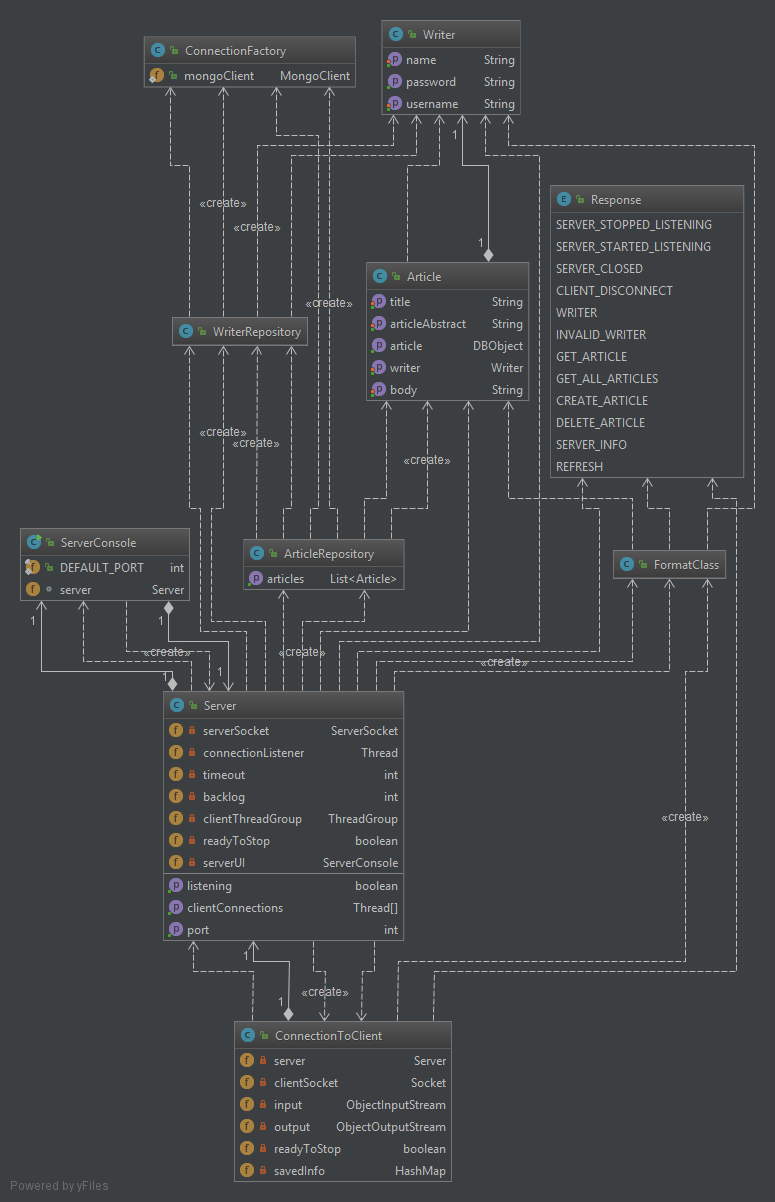 Writer
name String
password String
username String
ConnectionFactory
mongoClient MongoClient
1
«create»
«create»
Response
SERVER_STOPPED_LISTENING
SERVER_STARTED_LISTENING
SERVER_CLOSED
CLIENT_DISCONNECT
WRITER
INVALID_WRITER
GET_ARTICLE
GET_ALL_ARTICLES
CREATE_ARTICLE
DELETE_ARTICLE
SERVER_INFO
REFRESH
1
Article
title String
articleAbstract String
article DBObject
writer Writer
body String
«create»
WriterRepository
«create»
«create»
«create»
ServerConsole
DEFAULT_PORT int
server Server
ArticleRepository
articles List<Article>
FormatClass
1
1
«create»
«create»
«create»
1
1
Server
serverSocket ServerSocket
connectionListener Thread
timeout int
backlog int
clientThreadGroup ThreadGroup
readyToStop boolean
serverUI ServerConsole
listening boolean
clientConnections Thread[]
port int
«create»
1
«create»
1
ConnectionToClient
server Server
clientSocket Socket
input ObjectInputStream
output ObjectOutputStream
readyToStop boolean
savedInfo HashMap
Powered by yFiles